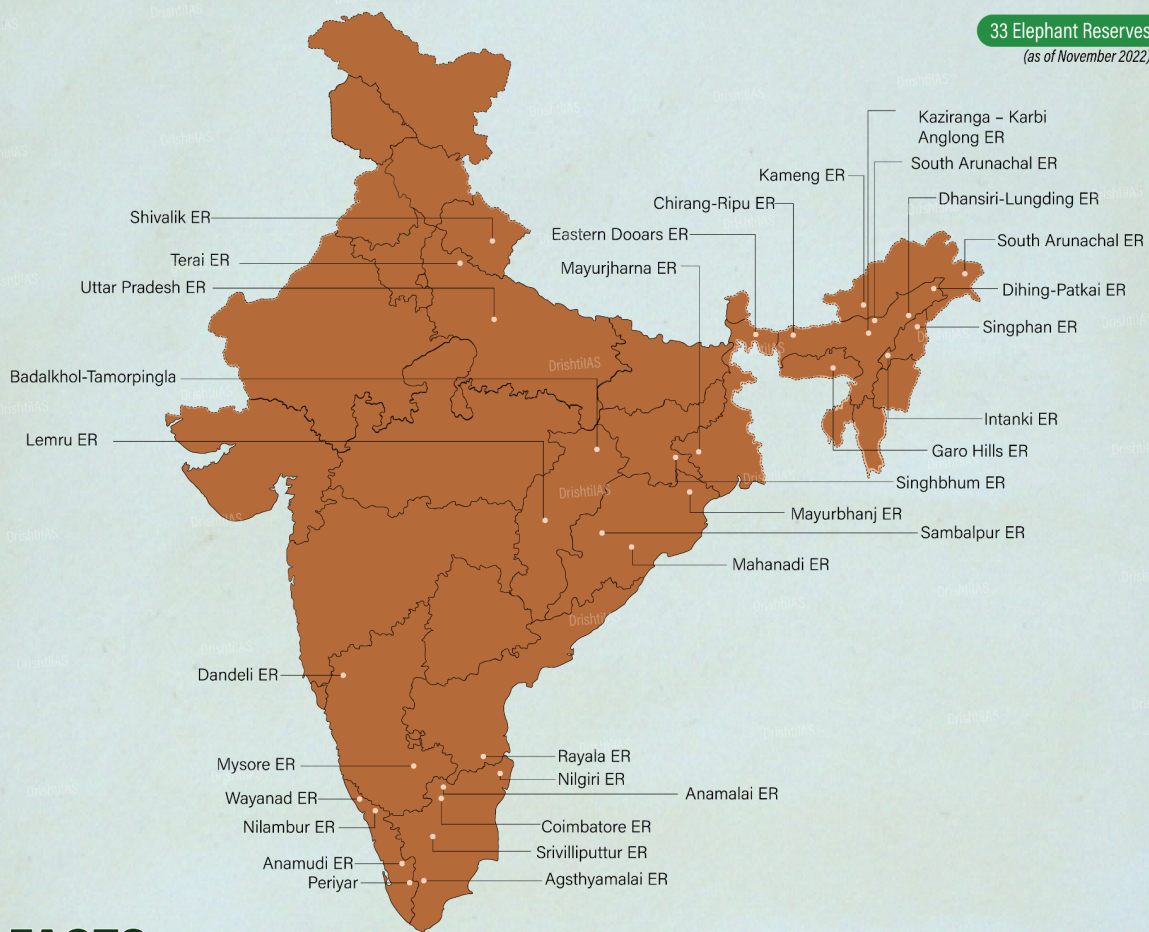 33 Elephant Reserves
(as of November 2022)
Kaziranga – Karbi
Anglong ER
South Arunachal ER
Kameng ER
Chirang-Ripu ER
Dhansiri-Lungding ER
Shivalik ER
Eastern Dooars ER
South Arunachal ER
Terai ER
Mayurjharna ER
Uttar Pradesh ER
Dihing-Patkai ER
Singphan ER
DrishtiIAS
Badalkhol-Tamorpingla
Intanki ER
Lemru ER
Garo Hills ER
Singhbhum ER
DrishtiIAS
Mayurbhanj ER
Sambalpur ER
Mahanadi ER
Dandeli ER
Rayala ER
Mysore ER
Nilgiri ER
Anamalai ER
Wayanad ER
Nilambur ER
Coimbatore ER
Srivilliputtur ER
Anamudi ER
Periyar
Agsthyamalai ER